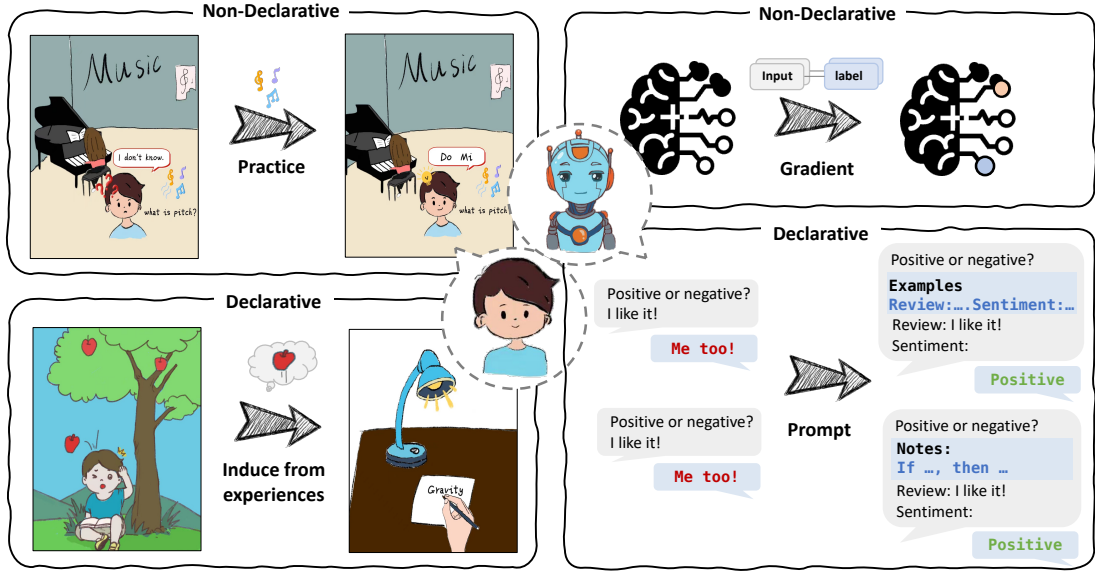 Non-Declarative
Music
I don't know.
what is pitch?
Practice
Music
Do Mi
what is pitch
Declarative
Induce from
experiences
Gravity
Non-Declarative
Input
label
Gradient
Declarative
Positive or negative?
I like it!
Me too!
Positive or negative?
I like it!
Me too!
Prompt
Positive or negative?
Examples
Review:….Sentiment:…
Review: I like it!
Sentiment:
Positive
Positive or negative?
Notes:
If …, then …
Review: I like it!
Sentiment:
Positive